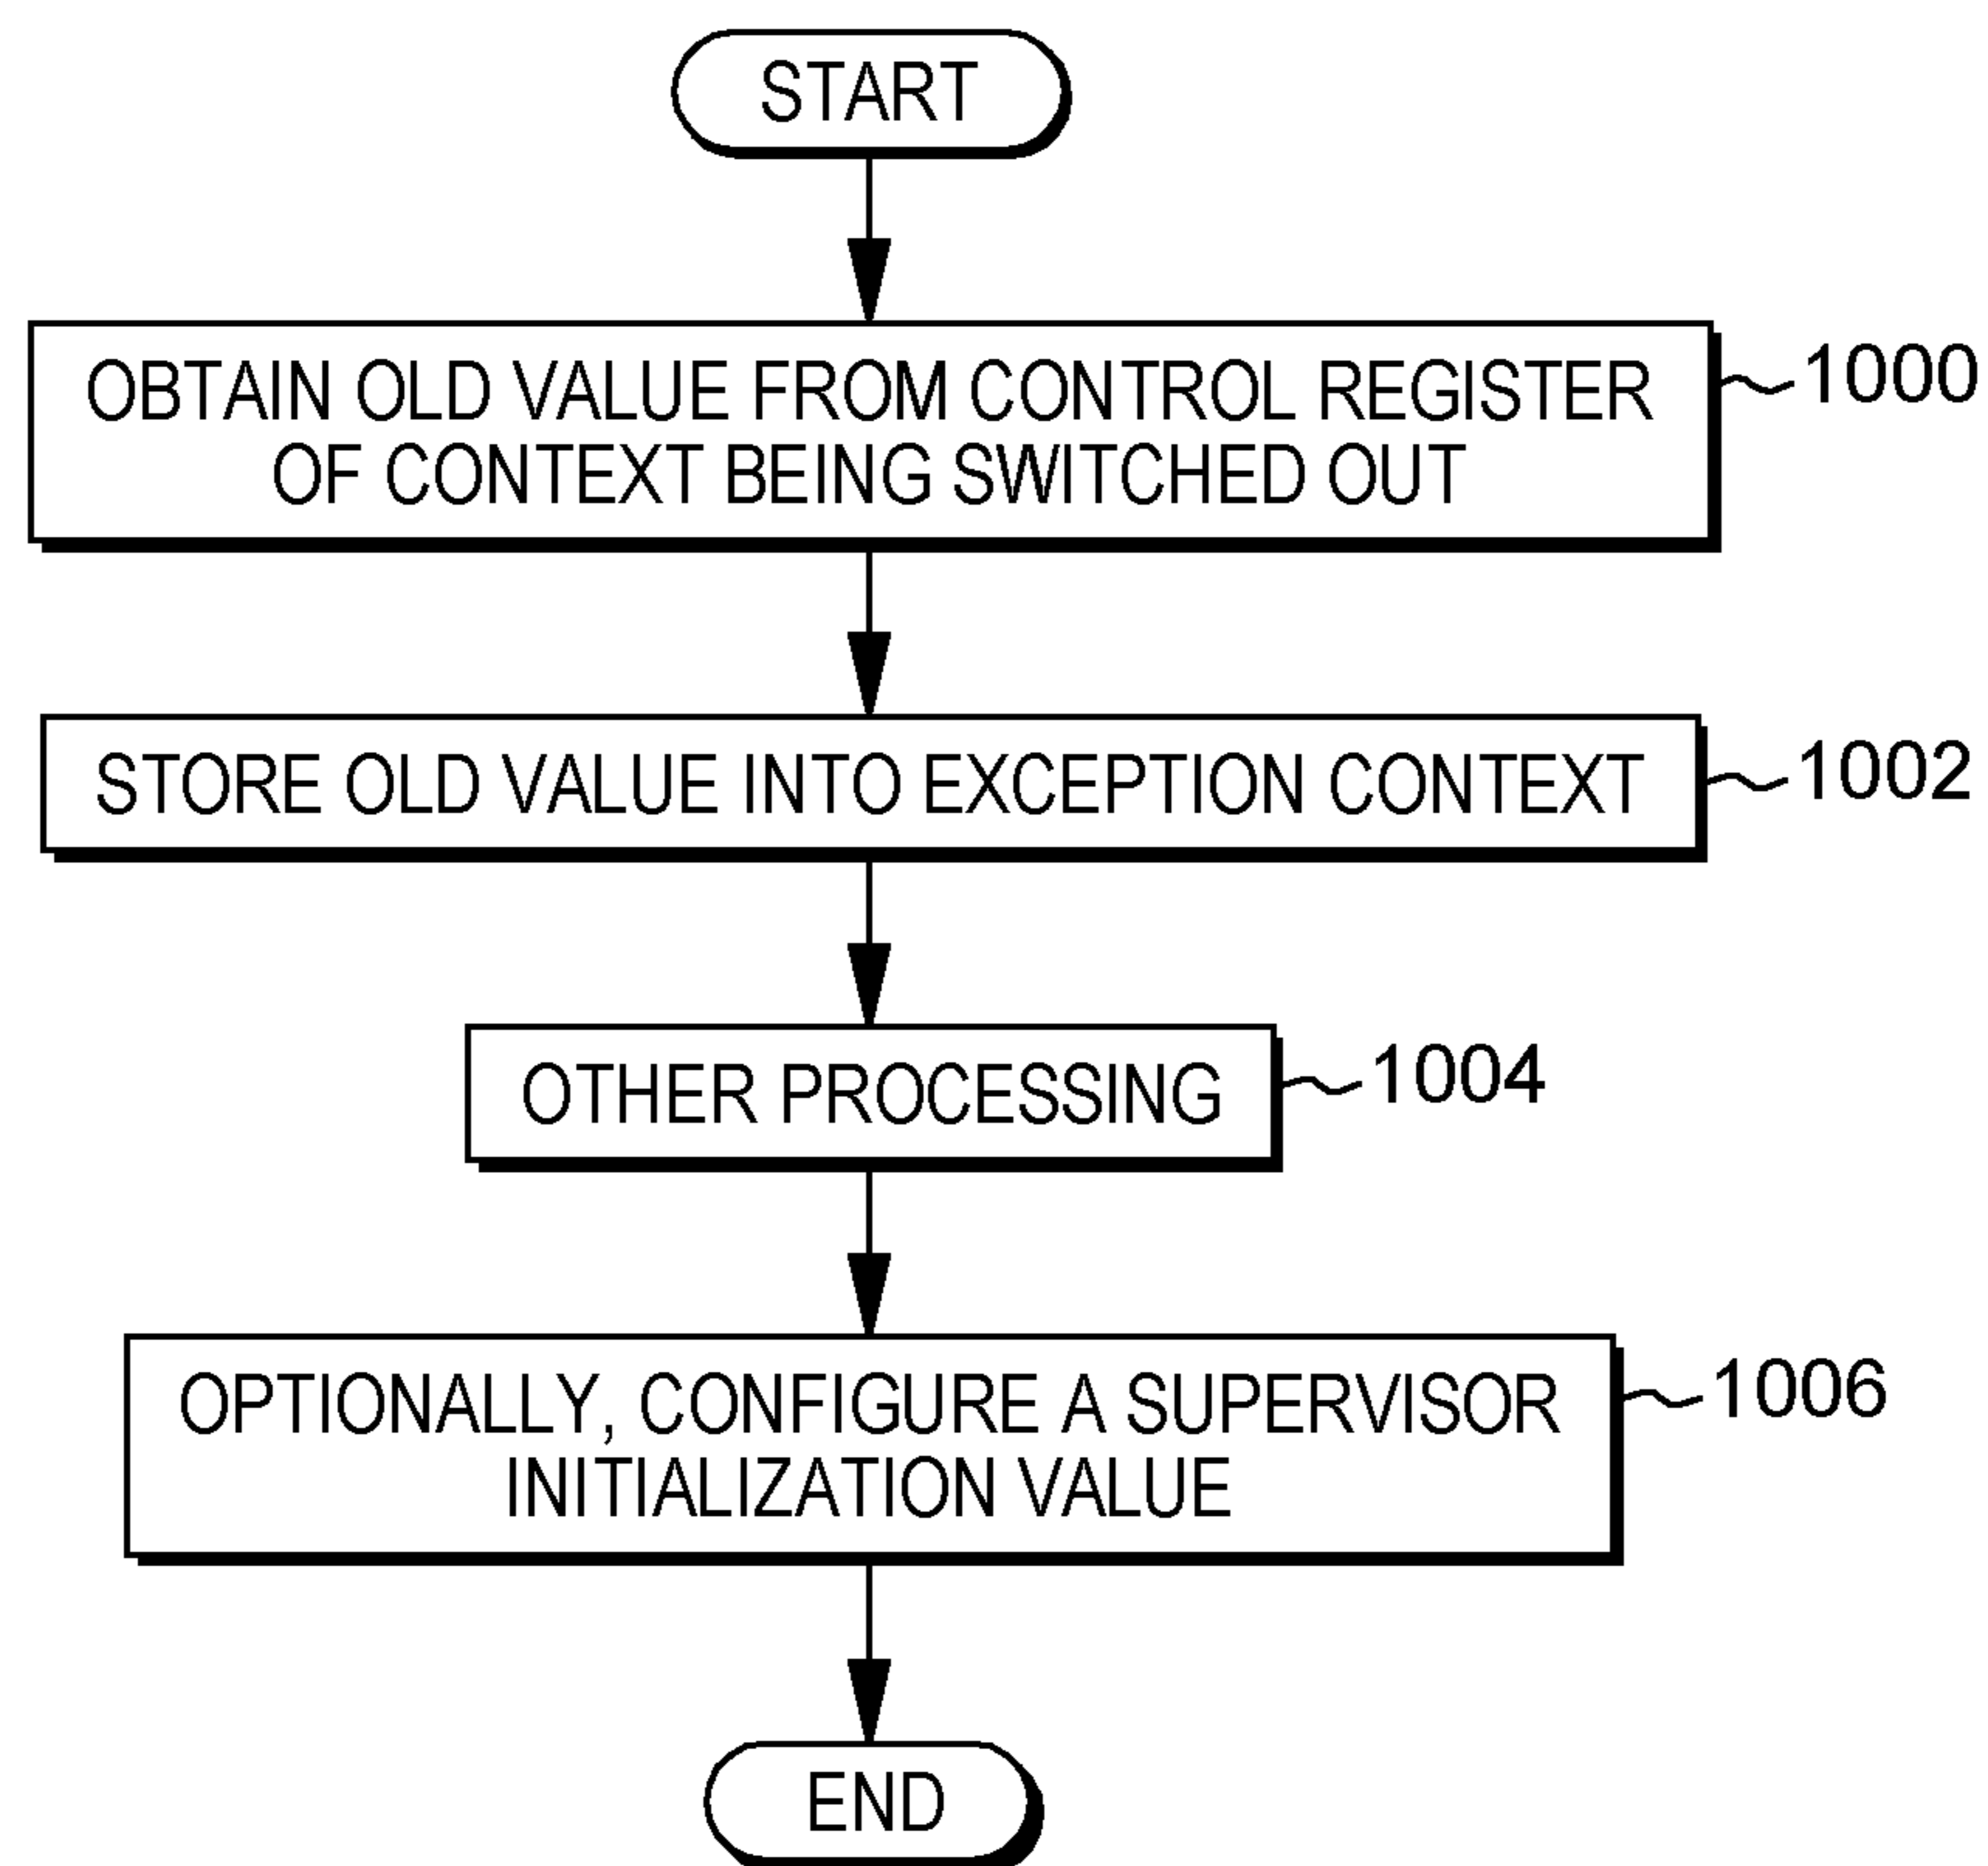 START
OBTAIN OLD VALUE FROM CONTROL REGISTER
OF CONTEXT BEING SWITCHED OUT
1000
STORE OLD VALUE INTO EXCEPTION CONTEXT
1002
OTHER PROCESSING
1004
OPTIONALLY, CONFIGURE A SUPERVISOR
INITIALIZATION VALUE
1006
END